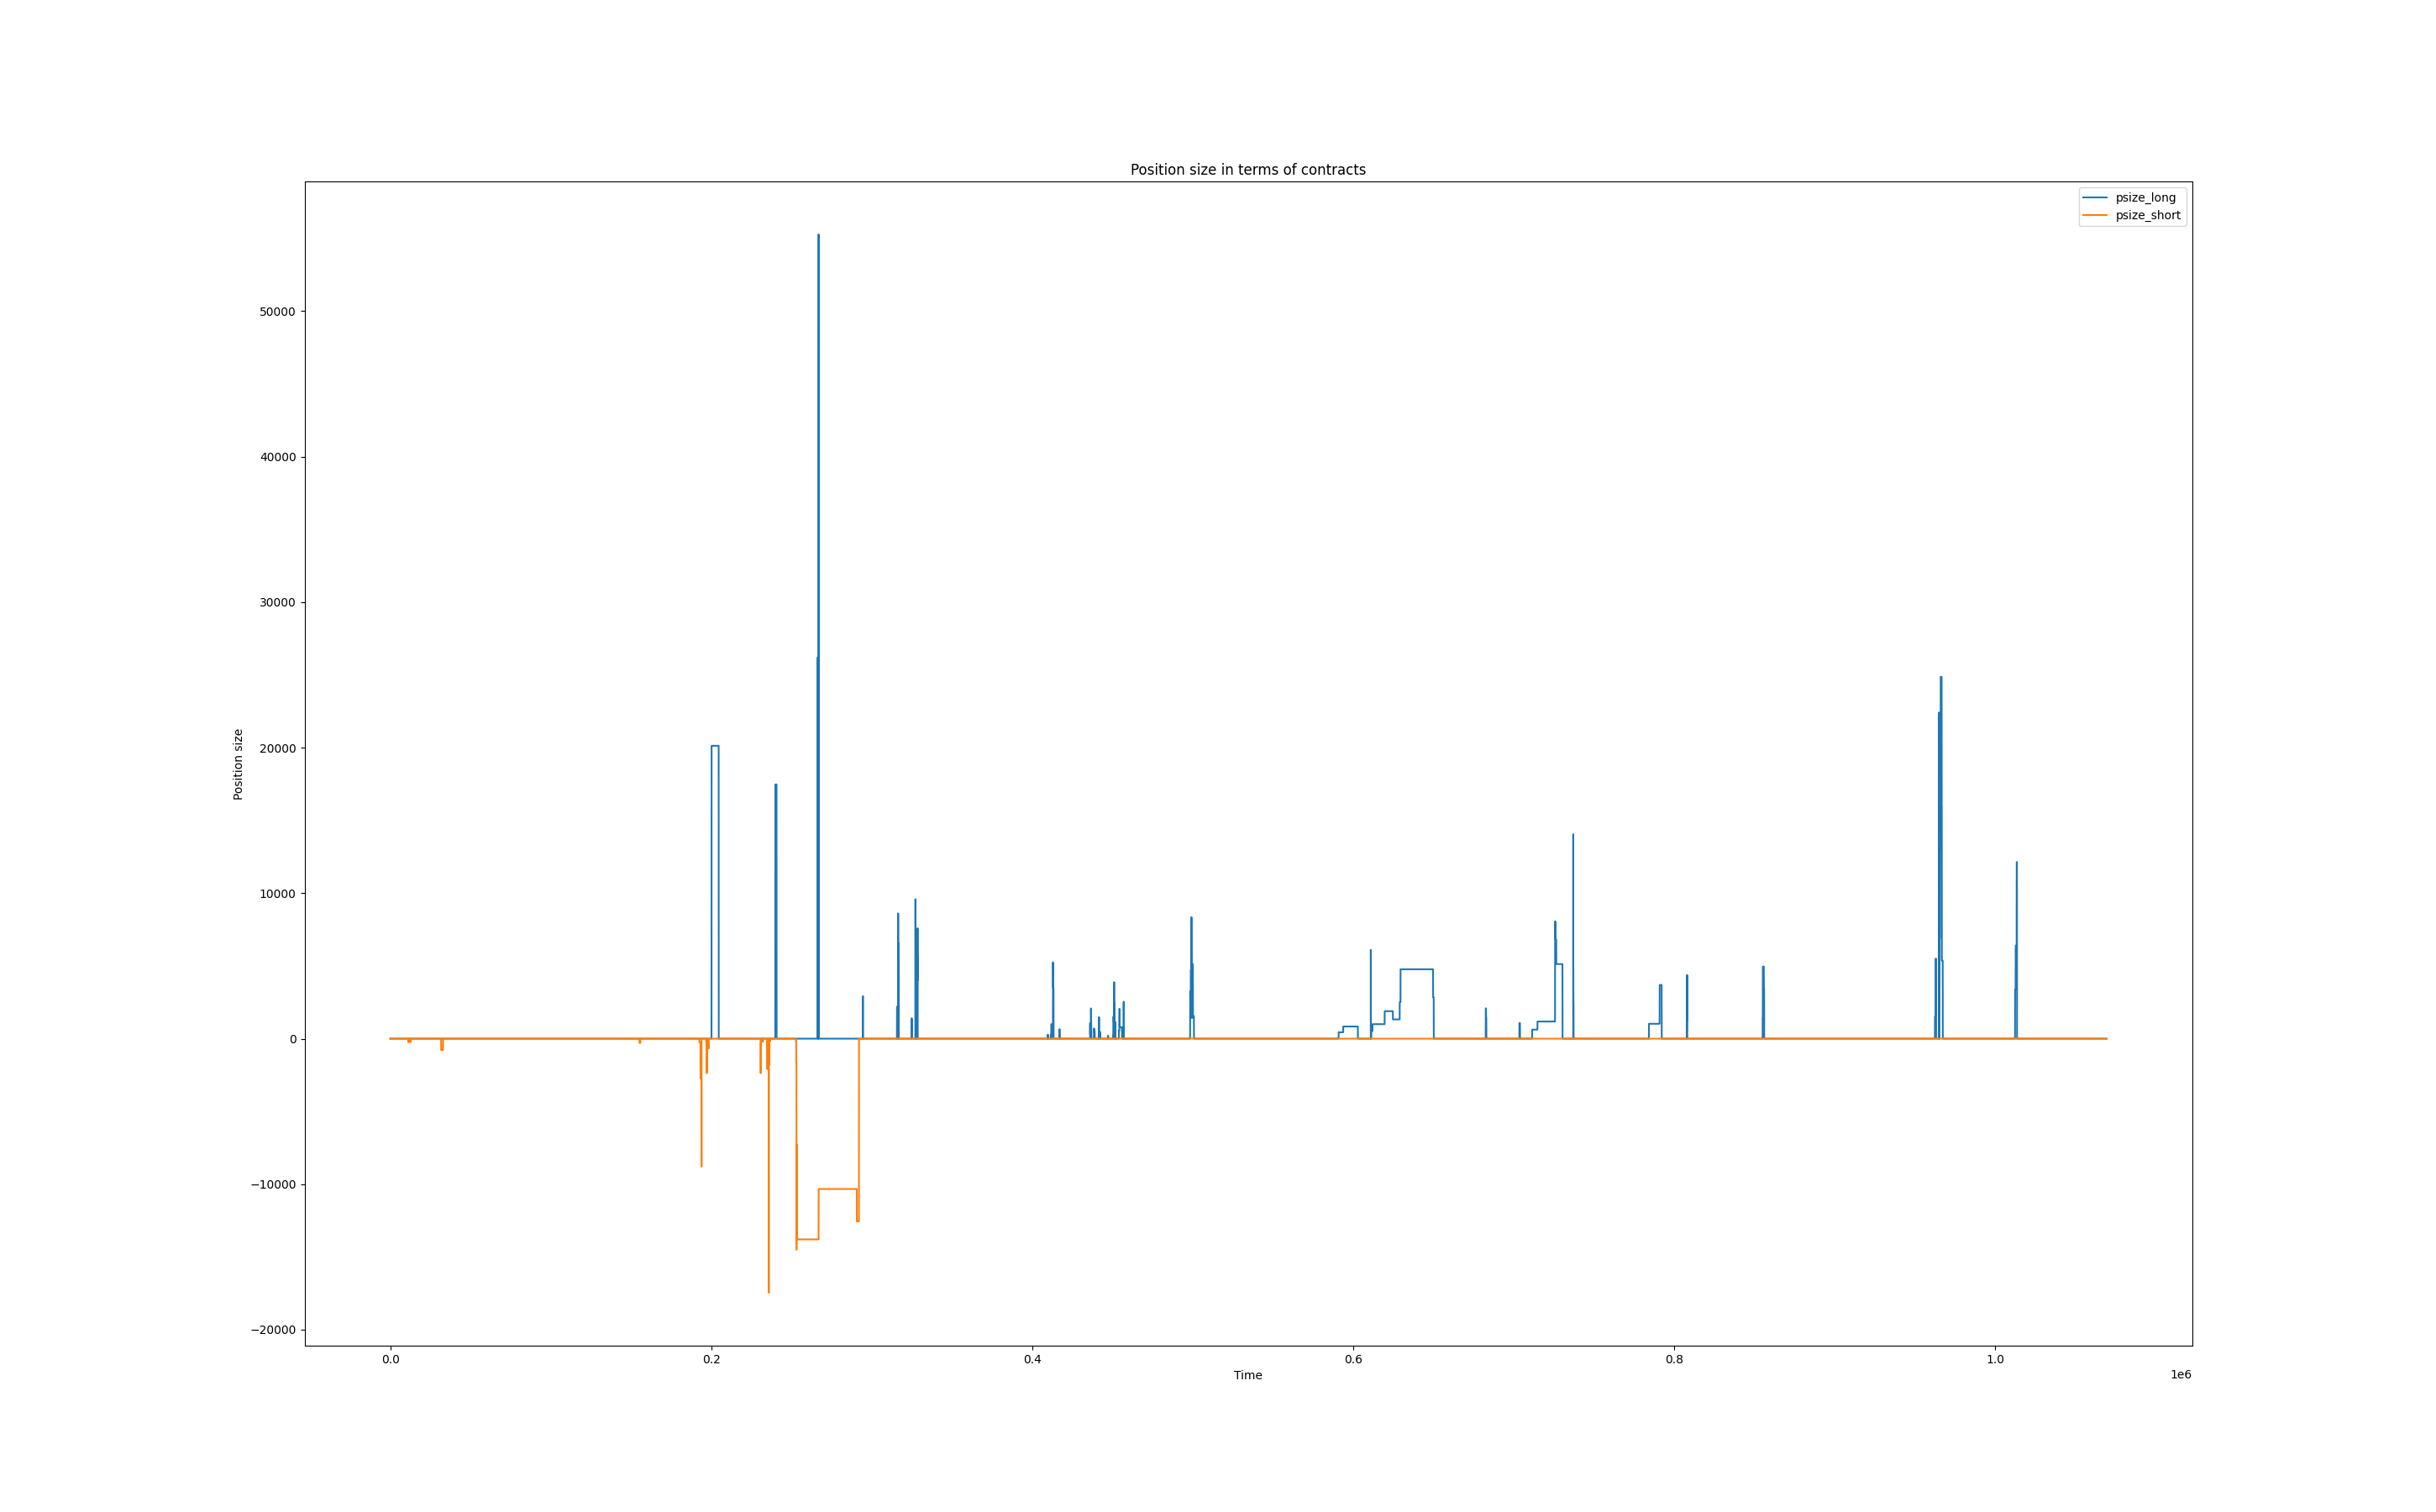 Position size in terms of contracts
psize_long
psize_short
Position size
50000
40000
30000
20000
10000
0
−10000
−20000
0.0 0.2 0.4 0.6 0.8 1.0
Time
1e6